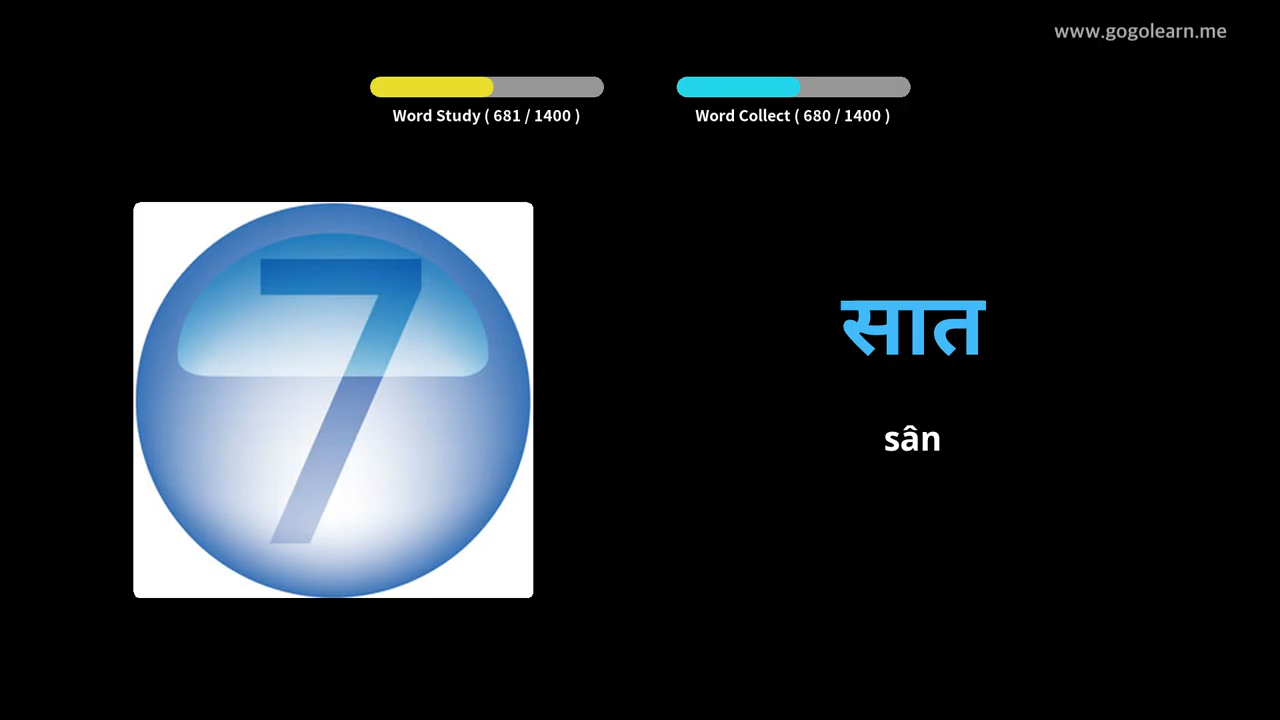 www.gogolearn.me
Word Study ( 681 / 1400 )
Word Collect ( 680 / 1400 )
7
सात
sân